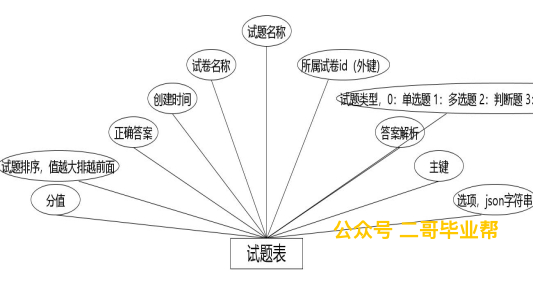 试题名称
试卷名称
所属试卷id（外键）
创建时间
试题类型，0：单选题 1：多选题 2：判断题 3：
正确答案
答案解析
试题排序，值越大排越前面
主键
分值
选项，json字符串
公众号 二哥毕业帮
试题表